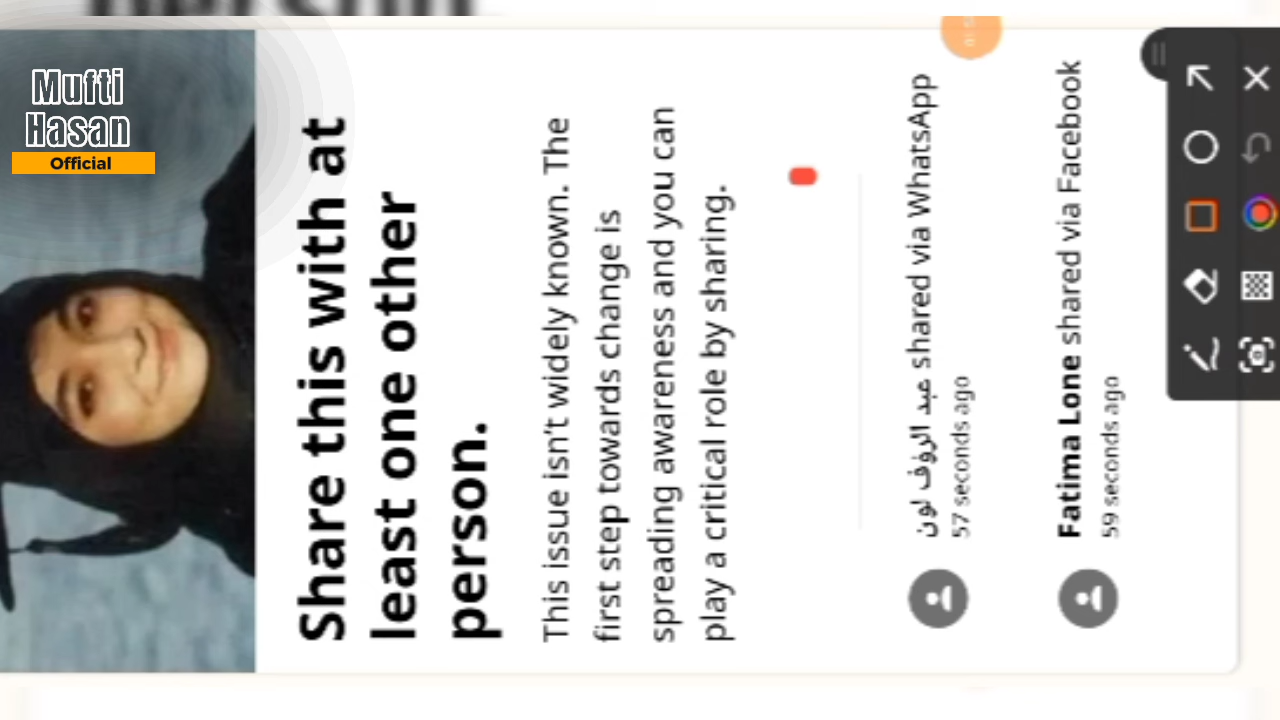 Mufti
Hasan
Official
Share this with at
least one other
person.
This issue isn't widely known. The
first step towards change is
spreading awareness and you can
play a critical role by sharing.
عبد الرؤف لون shared via WhatsApp
57 seconds ago
Fatima Lone shared via Facebook
59 seconds ago